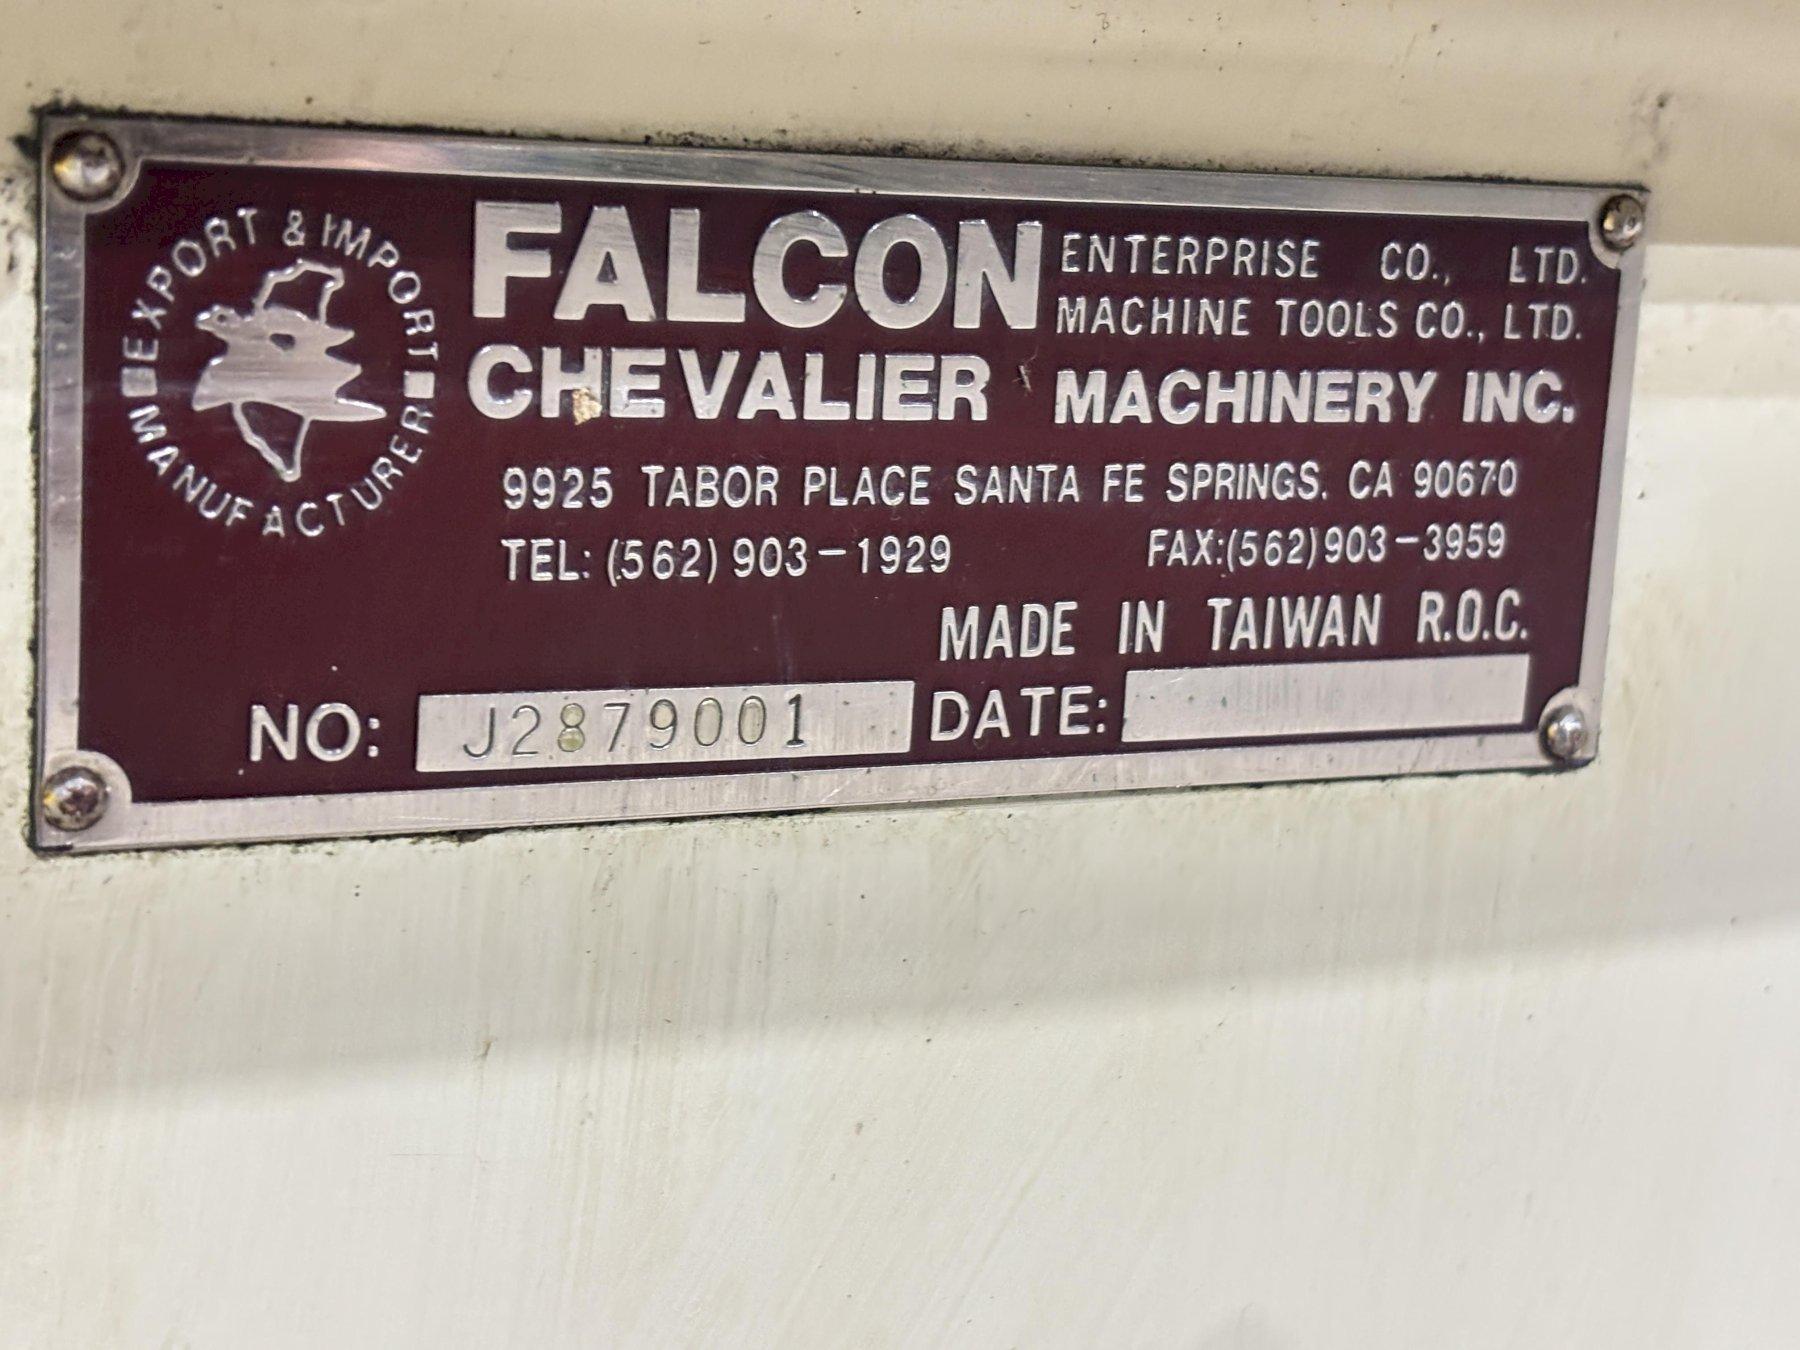 EXPORT & IMPORT
MANUFACTURER
FALCON ENTERPRISE CO., LTD.
MACHINE TOOLS CO., LTD.
CHEVALIER MACHINERY INC.
9925 TABOR PLACE SANTA FE SPRINGS. CA 90670
TEL: (562) 903-1929 FAX:(562)903-3959
MADE IN TAIWAN R.O.C.
NO: J2879001 DATE: